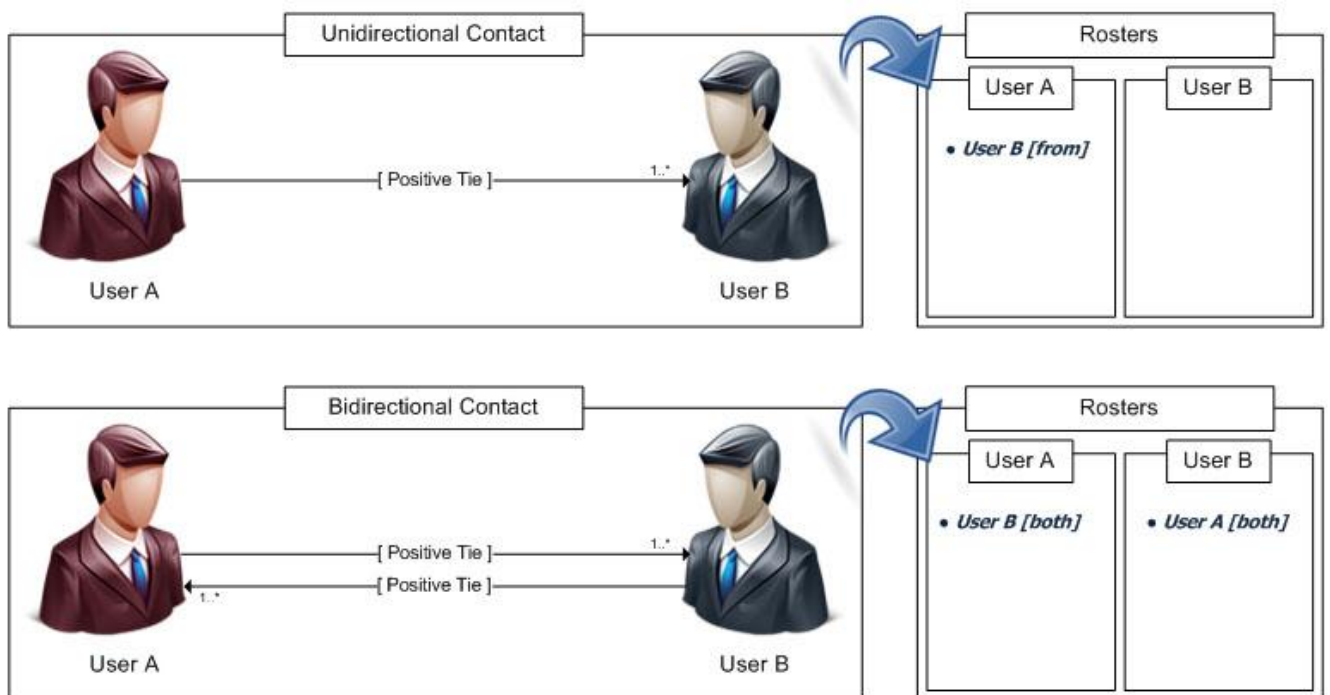 Unidirectional Contact
Rosters
User A
User B
• User B [from]
[ Positive Tie ]
1..*
User A
User B
Bidirectional Contact
Rosters
User A
User B
• User B [both]
• User A [both]
[ Positive Tie ]
1..*
[ Positive Tie ]
1..*
User A
User B